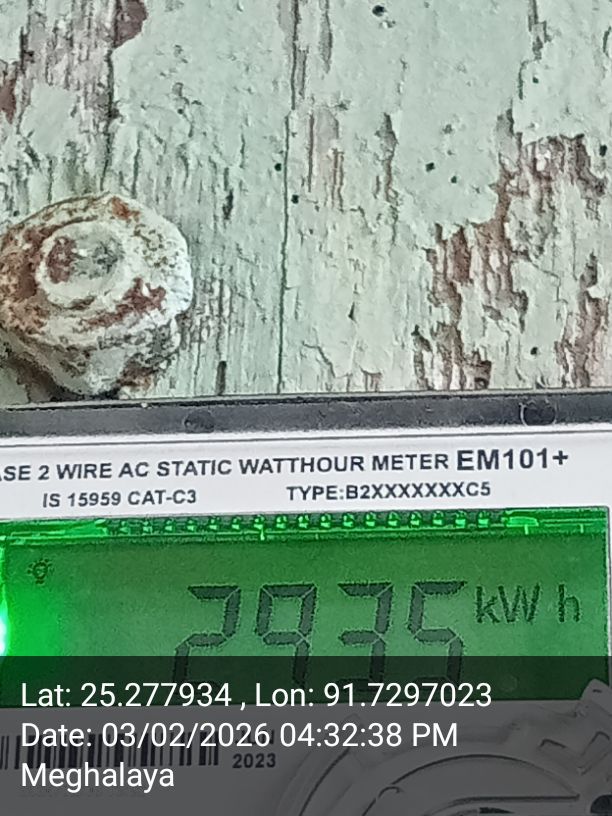 ASE 2 WIRE AC STATIC WATTHOUR METER EM101+
IS 15959 CAT-C3 TYPE:B2XXXXXXXC5
2935 kWh
Lat: 25.277934 , Lon: 91.7297023
Date: 03/02/2026 04:32:38 PM
2023
Meghalaya